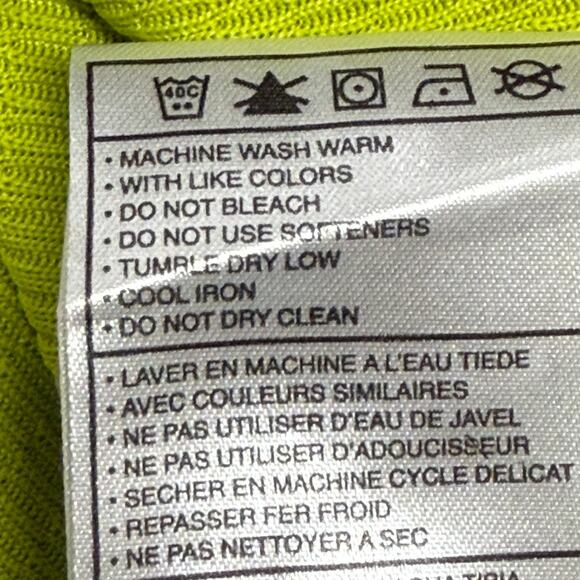 40C
• MACHINE WASH WARM
• WITH LIKE COLORS
• DO NOT BLEACH
• DO NOT USE SOFTENERS
• TUMBLE DRY LOW
• COOL IRON
• DO NOT DRY CLEAN
• LAVER EN MACHINE A L'EAU TIEDE
• AVEC COULEURS SIMILAIRES
• NE PAS UTILISER D'EAU DE JAVEL
• NE PAS UTILISER D'ADOUCISSEUR
• SECHER EN MACHINE CYCLE DELICAT
• REPASSER FER FROID
• NE PAS NETTOYER A SEC